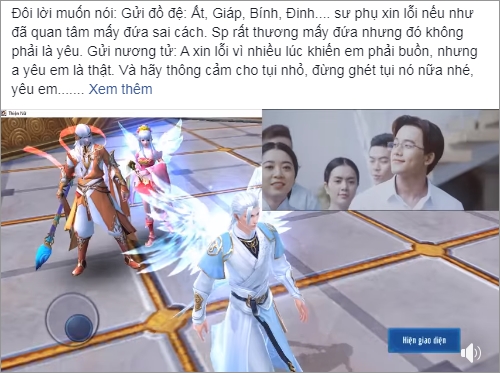 Đôi lời muốn nói: Gửi đồ đệ: Ất, Giáp, Bính, Đinh.... sư phụ xin lỗi nếu như
đã quan tâm mấy đứa sai cách. Sp rất thương mấy đứa nhưng đó không
phải là yêu. Gửi nương tử: A xin lỗi vì nhiều lúc khiến em phải buồn, nhưng
a yêu em là thật. Và hãy thông cảm cho tụi nhỏ, đừng ghét tụi nó nữa nhé,
yêu em....... Xem thêm
Thiện Nữ
Hiện giao diện